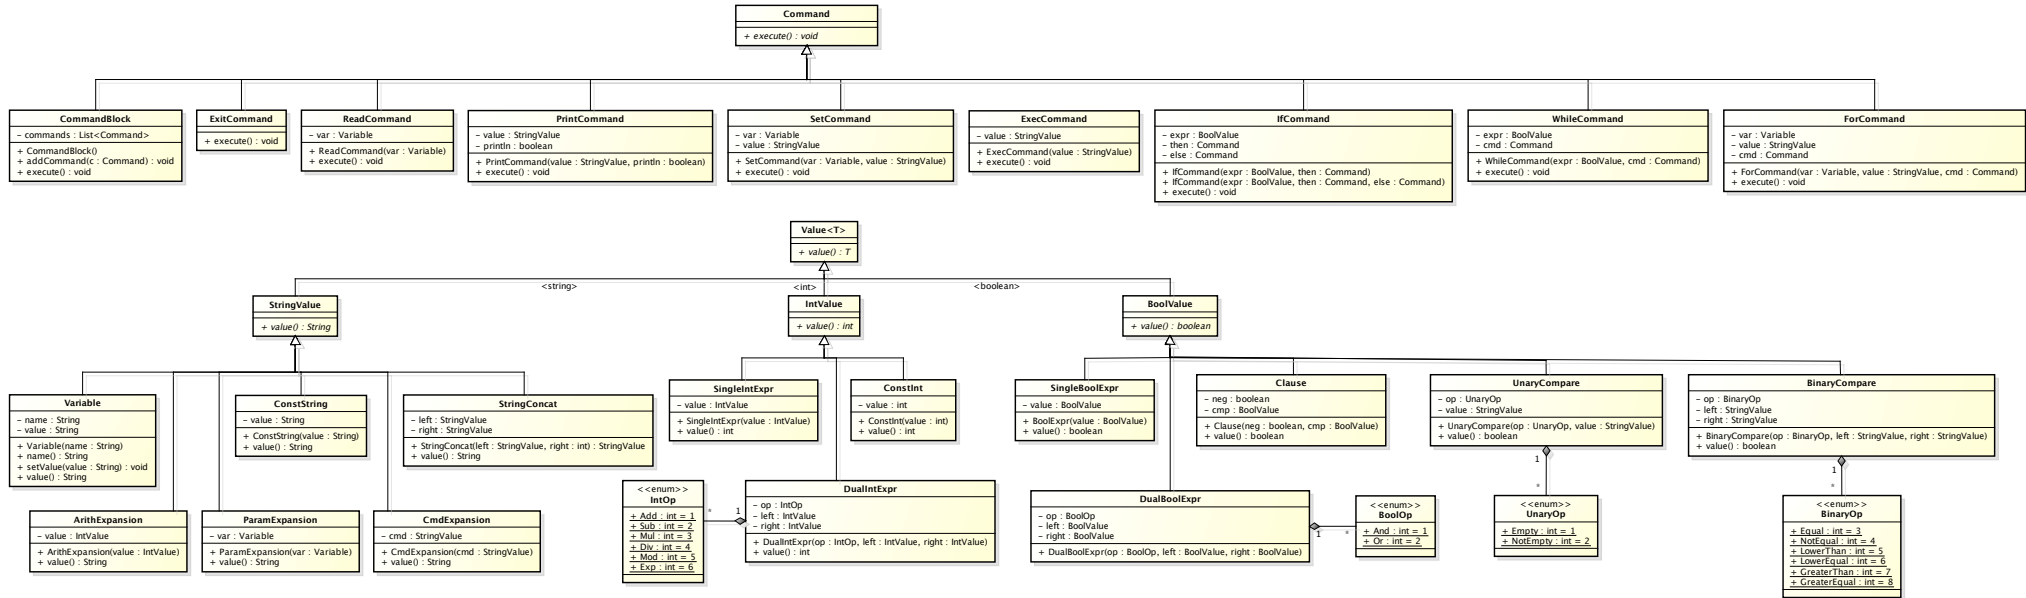 Command
+ execute() : void
CommandBlock
– commands : List<Command>
+ CommandBlock()
+ addCommand(c : Command) : void
+ execute() : void
ExitCommand
+ execute() : void
ReadCommand
– var : Variable
+ ReadCommand(var : Variable)
+ execute() : void
PrintCommand
– value : StringValue
– println : boolean
+ PrintCommand(value : StringValue, println : boolean)
+ execute() : void
SetCommand
– var : Variable
– value : StringValue
+ SetCommand(var : Variable, value : StringValue)
+ execute() : void
ExecCommand
– value : StringValue
+ ExecCommand(value : StringValue)
+ execute() : void
IfCommand
– expr : BoolValue
– then : Command
– else : Command
+ IfCommand(expr : BoolValue, then : Command)
+ IfCommand(expr : BoolValue, then : Command, else : Command)
+ execute() : void
WhileCommand
– expr : BoolValue
– cmd : Command
+ WhileCommand(expr : BoolValue, cmd : Command)
+ execute() : void
ForCommand
– var : Variable
– value : StringValue
– cmd : Command
+ ForCommand(var : Variable, value : StringValue, cmd : Command)
+ execute() : void
Value<T>
+ value() : T
<string>
<int>
<boolean>
StringValue
+ value() : String
IntValue
+ value() : int
BoolValue
+ value() : boolean
Variable
– name : String
– value : String
+ Variable(name : String)
+ name() : String
+ setValue(value : String) : void
+ value() : String
ConstString
– value : String
+ ConstString(value : String)
+ value() : String
StringConcat
– left : StringValue
– right : StringValue
+ StringConcat(left : StringValue, right : int) : StringValue
+ value() : String
SingleIntExpr
– value : IntValue
+ SingleIntExpr(value : IntValue)
+ value() : int
ConstInt
– value : int
+ ConstInt(value : int)
+ value() : int
SingleBoolExpr
– value : BoolValue
+ BoolExpr(value : BoolValue)
+ value() : boolean
Clause
– neg : boolean
– cmp : BoolValue
+ Clause(neg : boolean, cmp : BoolValue)
+ value() : boolean
UnaryCompare
– op : UnaryOp
– value : StringValue
+ UnaryCompare(op : UnaryOp, value : StringValue)
+ value() : boolean
BinaryCompare
– op : BinaryOp
– left : StringValue
– right : StringValue
+ BinaryCompare(op : BinaryOp, left : StringValue, right : StringValue)
+ value() : boolean
ArithExpansion
– value : IntValue
+ ArithExpansion(value : IntValue)
+ value() : String
ParamExpansion
– var : Variable
+ ParamExpansion(var : Variable)
+ value() : String
CmdExpansion
– cmd : StringValue
+ CmdExpansion(cmd : StringValue)
+ value() : String
<<enum>>
IntOp
+ Add : int = 1
+ Sub : int = 2
+ Mul : int = 3
+ Div : int = 4
+ Mod : int = 5
+ Exp : int = 6
*
1
DualIntExpr
– op : IntOp
– left : IntValue
– right : IntValue
+ DualIntExpr(op : IntOp, left : IntValue, right : IntValue)
+ value() : int
DualBoolExpr
– op : BoolOp
– left : BoolValue
– right : BoolValue
+ DualBoolExpr(op : BoolOp, left : BoolValue, right : BoolValue)
1
*
<<enum>>
BoolOp
+ And : int = 1
+ Or : int = 2
1
*
<<enum>>
UnaryOp
+ Empty : int = 1
+ NotEmpty : int = 2
1
*
<<enum>>
BinaryOp
+ Equal : int = 3
+ NotEqual : int = 4
+ LowerThan : int = 5
+ LowerEqual : int = 6
+ GreaterThan : int = 7
+ GreaterEqual : int = 8